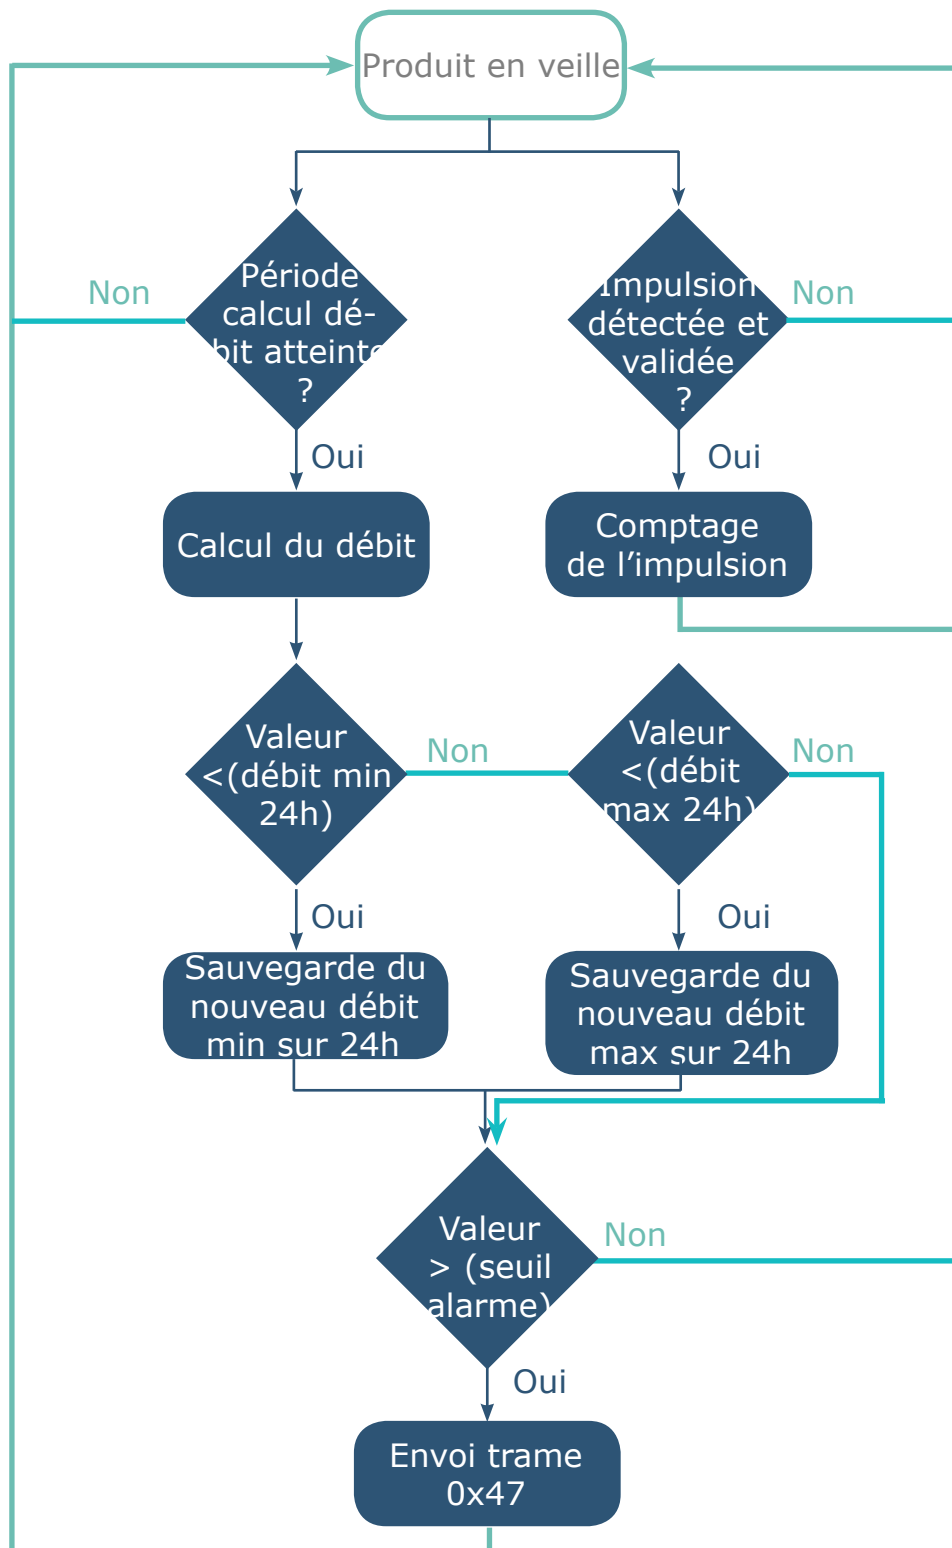 Produit en veille
Non
Période
calcul dé-
bit atteinte
?
Impulsion
détectée et
validée
?
Non
Oui
Oui
Calcul du débit
Comptage
de l'impulsion
Valeur
<(débit min
24h)
Non
Valeur
<(débit
max 24h)
Non
Oui
Oui
Sauvegarde du
nouveau débit
min sur 24h
Sauvegarde du
nouveau débit
max sur 24h
Valeur
> (seuil
alarme)
Non
Oui
Envoi trame
0x47